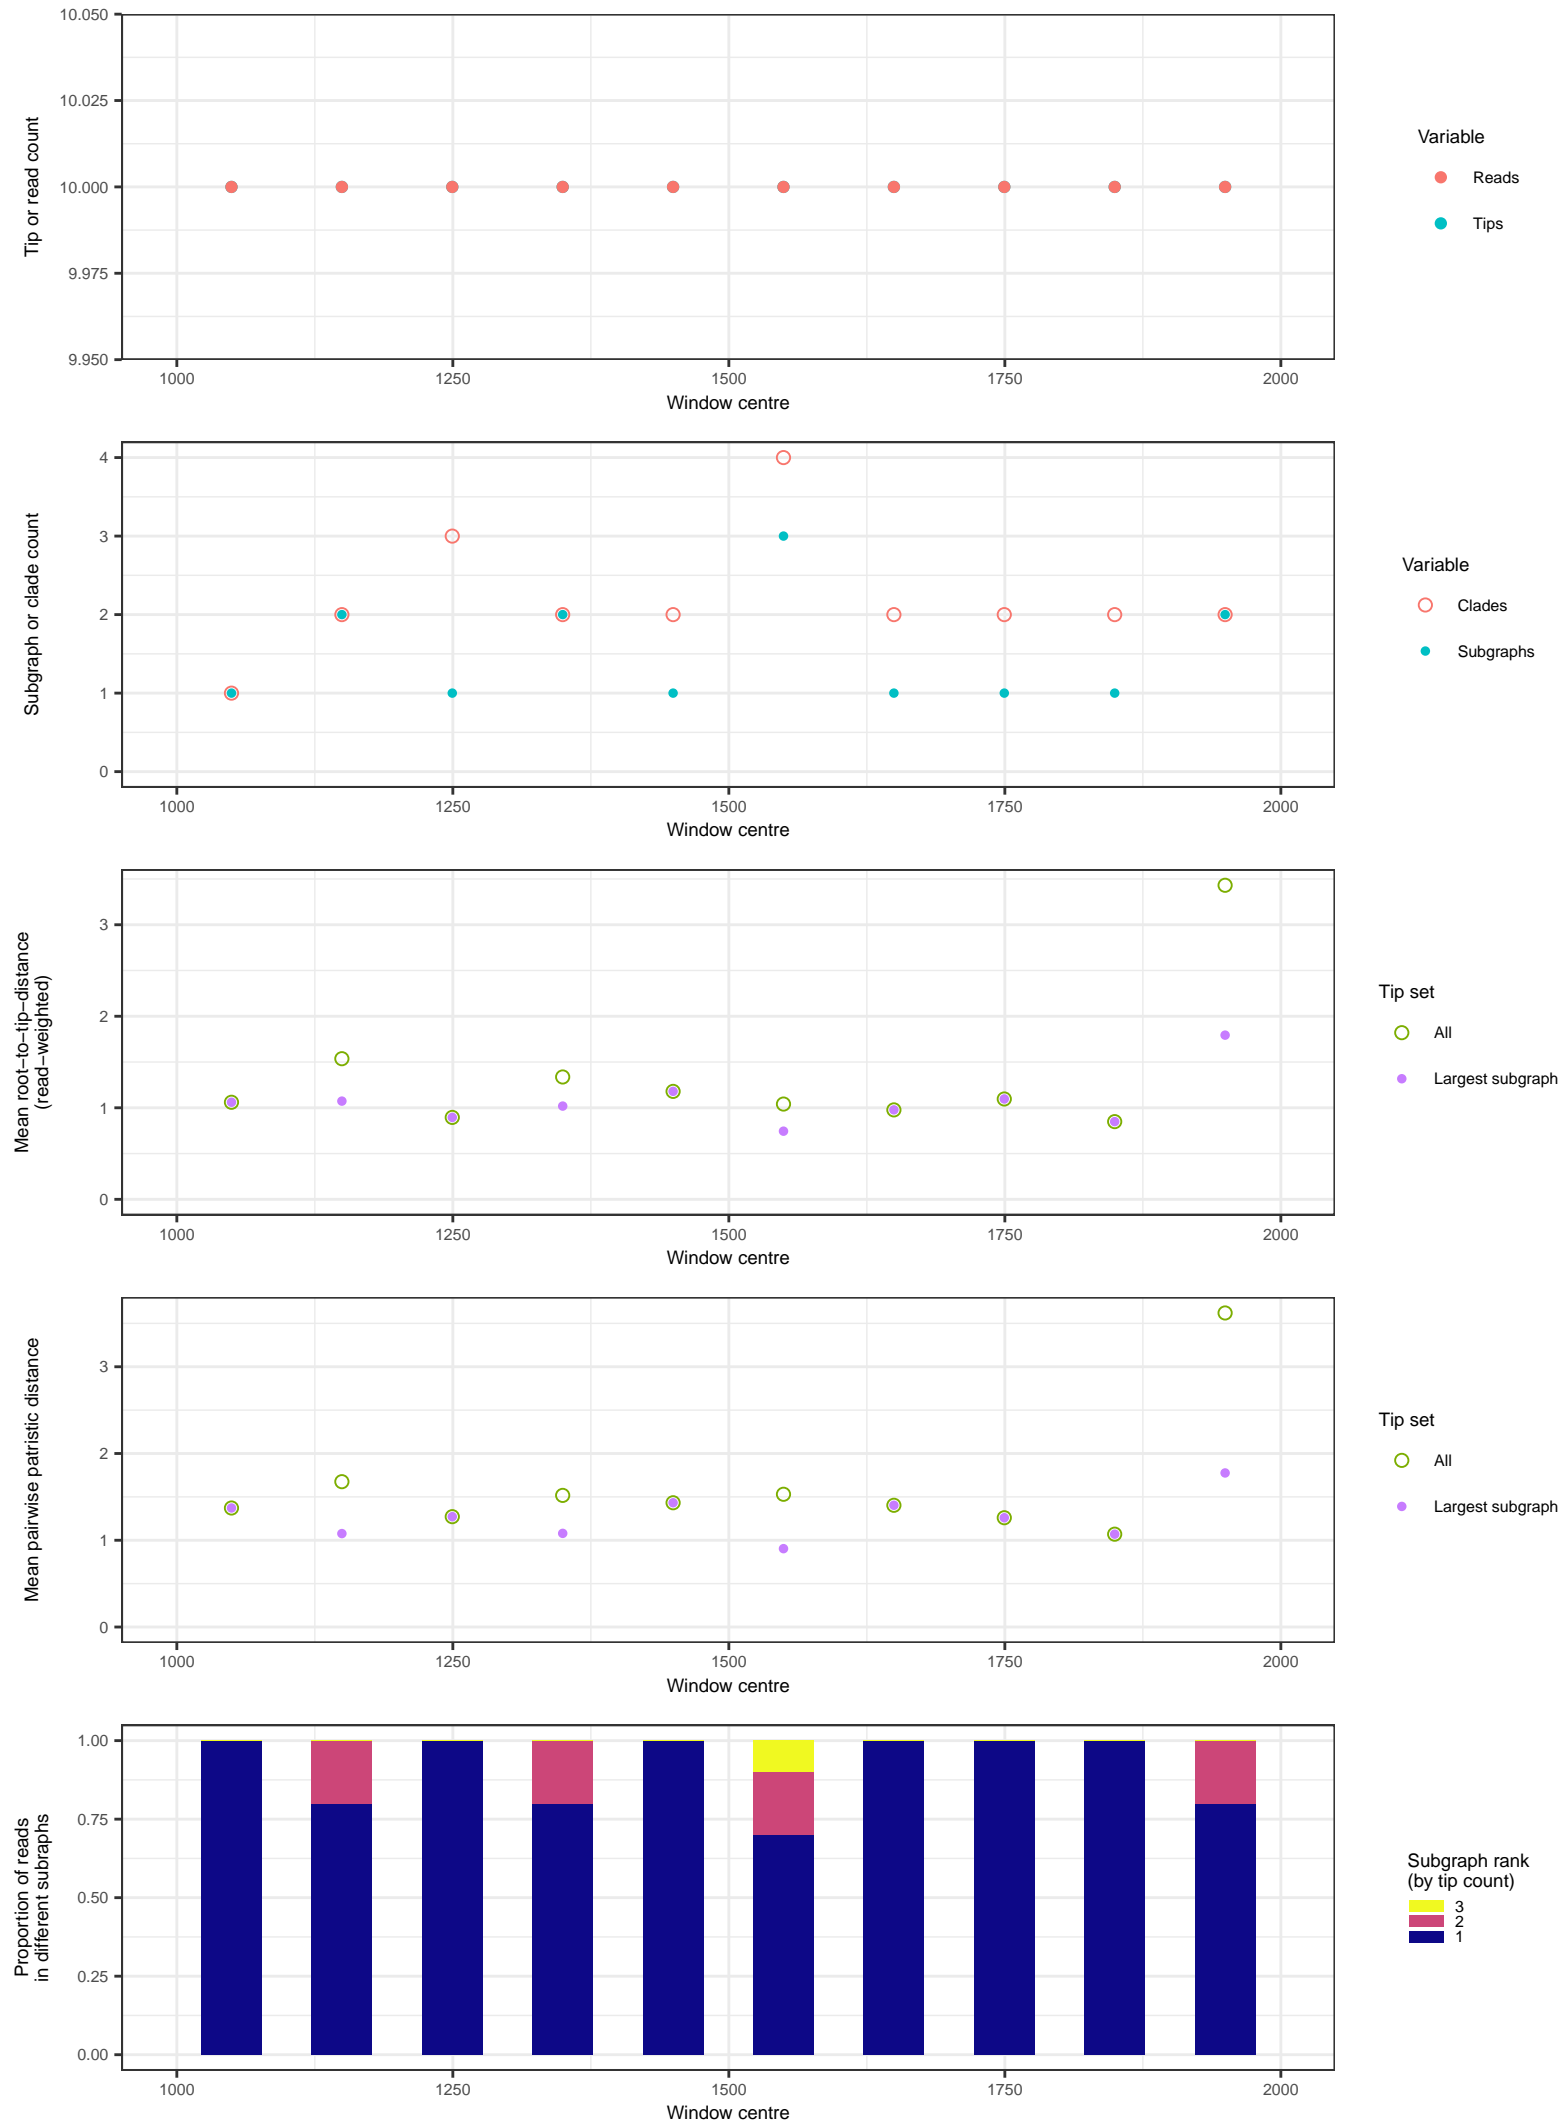 10.050
10.025
10.000
9.975
9.950
Tip or read count
1000 1250 1500 1750 2000
Window centre
Variable
Reads
Tips
4
3
2
1
0
Subgraph or clade count
1000 1250 1500 1750 2000
Window centre
Variable
Clades
Subgraphs
3
2
1
0
Mean root−to−tip−distance
(read−weighted)
1000 1250 1500 1750 2000
Window centre
Tip set
All
Largest subgraph
3
2
1
0
Mean pairwise patristic distance
1000 1250 1500 1750 2000
Window centre
Tip set
All
Largest subgraph
1.00
0.75
0.50
0.25
0.00
Proportion of reads
in different subraphs
1000 1250 1500 1750 2000
Window centre
Subgraph rank
(by tip count)
3
2
1